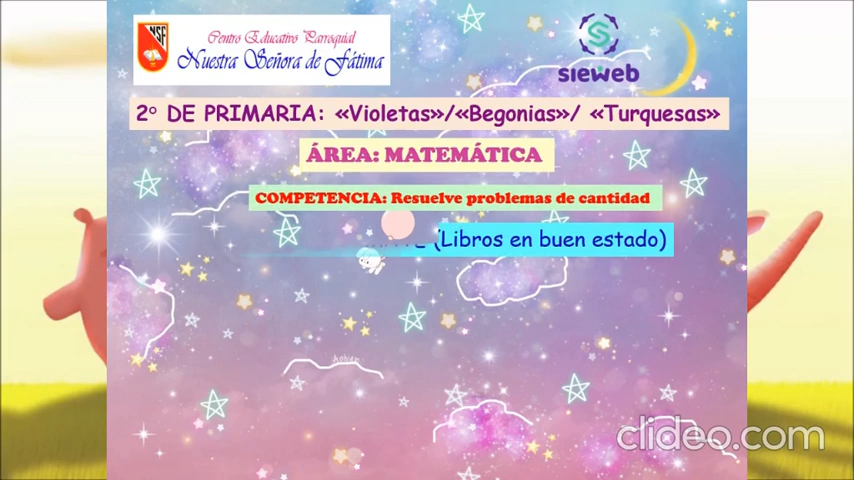 NSF
Centro Educativo Parroquial
Nuestra Señora de Fátima
sieweb
2° DE PRIMARIA: «Violetas»/«Begonias»/ «Turquesas»
ÁREA: MATEMÁTICA
COMPETENCIA: Resuelve problemas de cantidad
(Libros en buen estado)
clideo.com